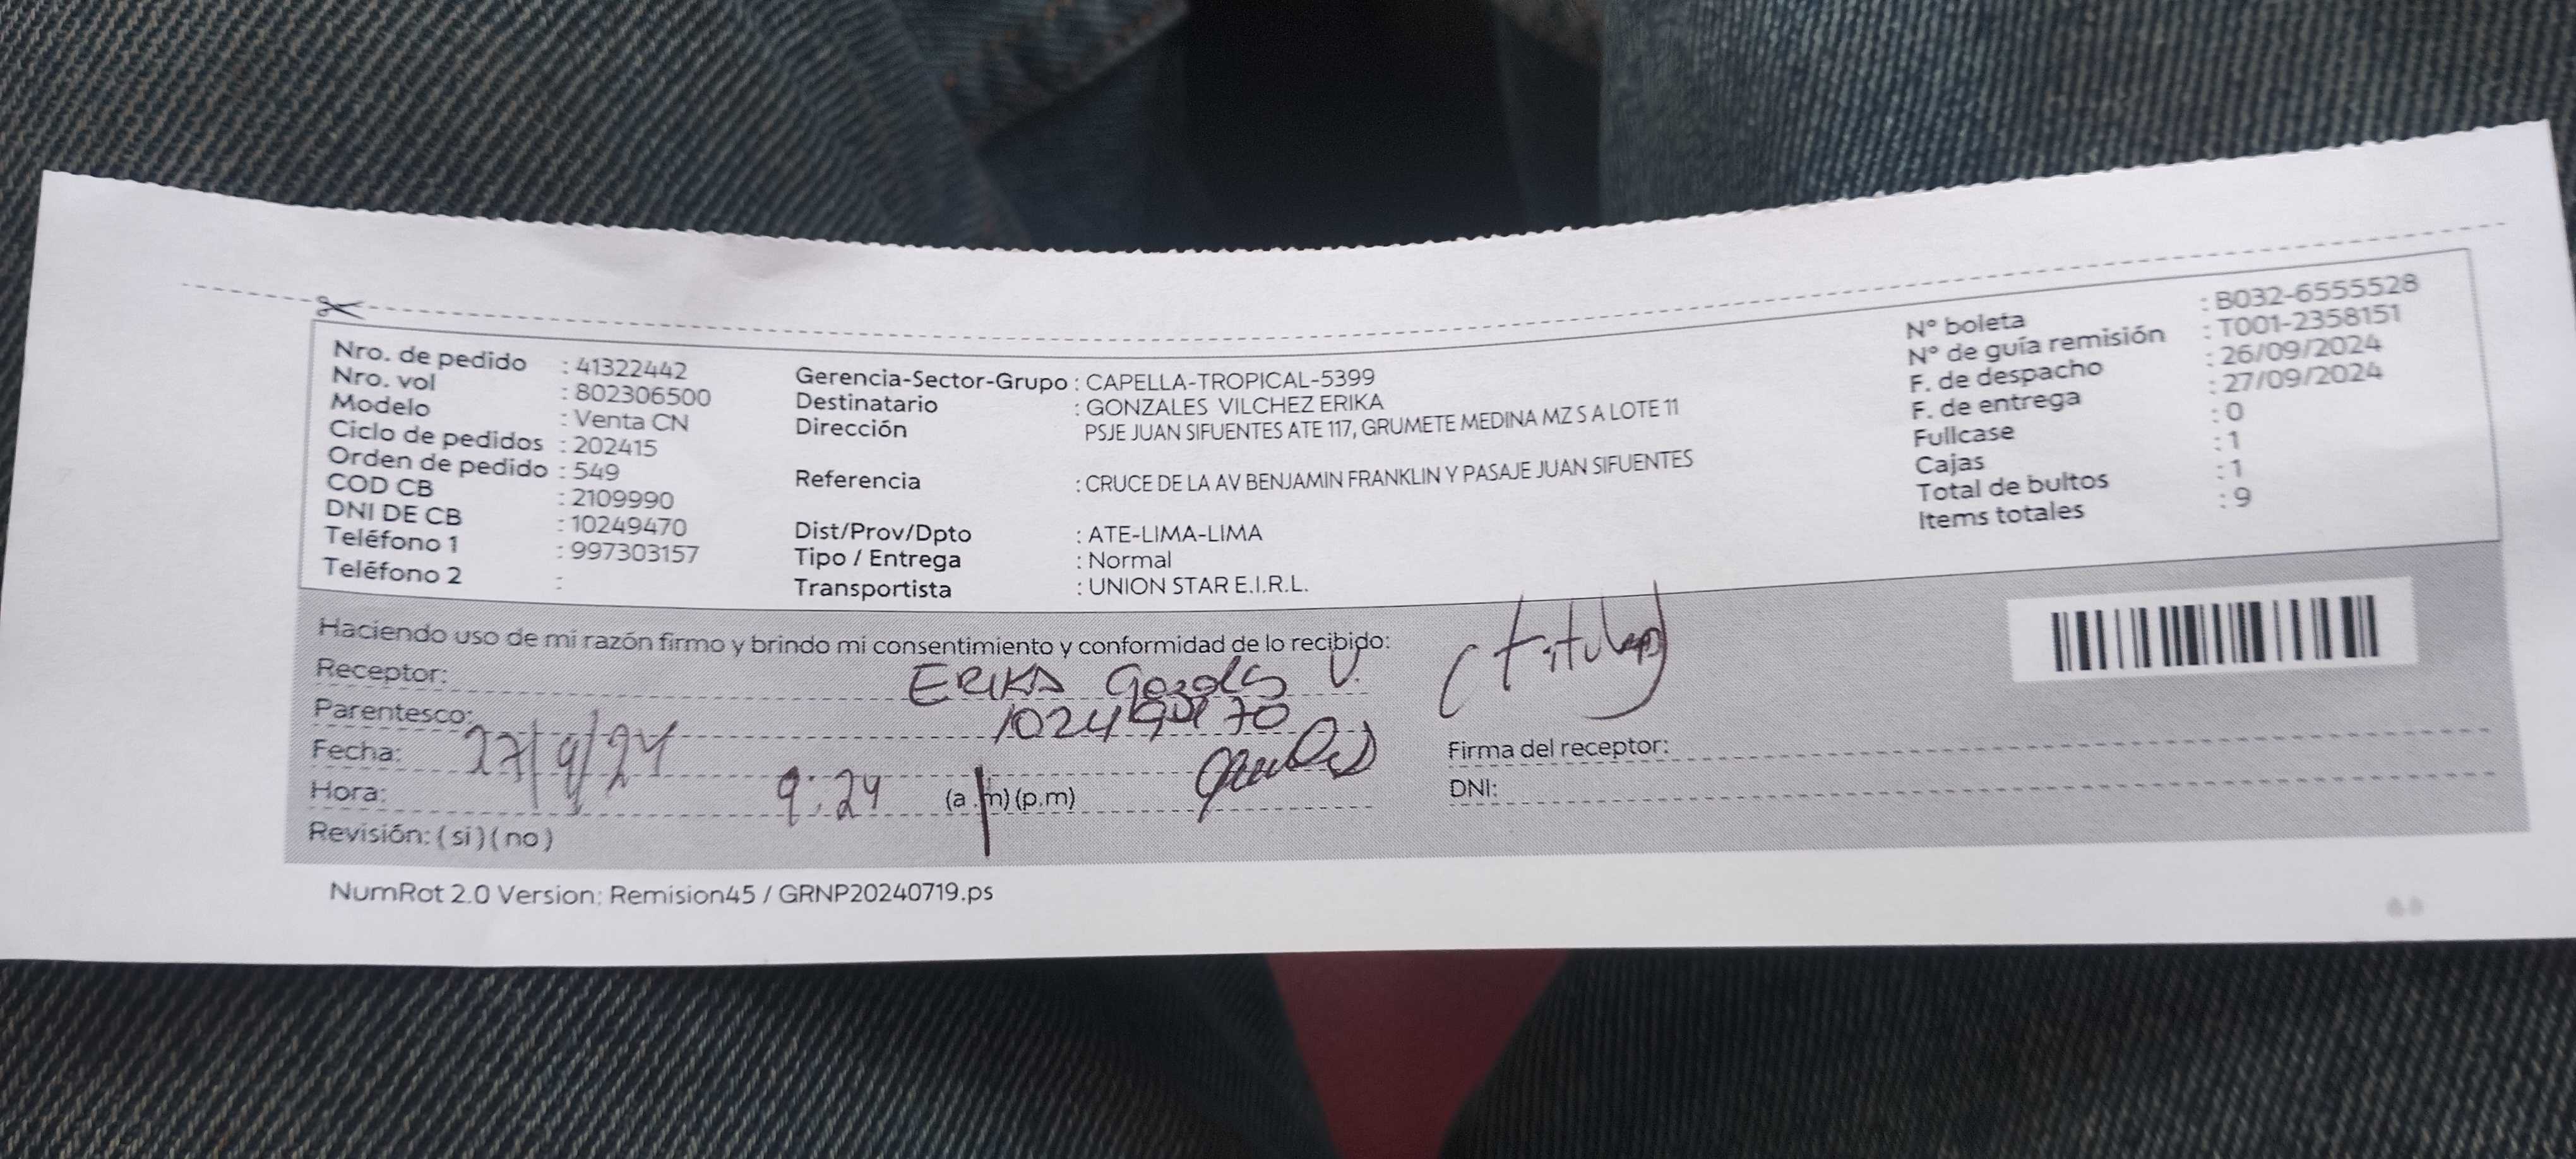 Nro. de pedido : 41322442
Nro. vol : 802306500
Modelo : Venta CN
Ciclo de pedidos : 202415
Orden de pedido : 549
COD CB : 2109990
DNI DE CB : 10249470
Teléfono 1 : 997303157
Teléfono 2 :
Gerencia-Sector-Grupo : CAPELLA-TROPICAL-5399
Destinatario : GONZALES VILCHEZ ERIKA
Dirección PSJE JUAN SIFUENTES ATE 117, GRUMETE MEDINA MZ S A LOTE 11
Referencia : CRUCE DE LA AV BENJAMIN FRANKLIN Y PASAJE JUAN SIFUENTES
Dist/Prov/Dpto : ATE-LIMA-LIMA
Tipo / Entrega : Normal
Transportista : UNION STAR E.I.R.L.
N° boleta : B032-6555528
N° de guía remisión : T001-2358151
F. de despacho : 26/09/2024
F. de entrega : 27/09/2024
Fullcase : 0
Cajas : 1
Total de bultos : 1
Items totales : 9
Haciendo uso de mi razón firmo y brindo mi consentimiento y conformidad de lo recibido:
Receptor: ERIKA V. (titular)
Parentesco: 10249470
Fecha: 27/9/24
Hora: 9:24 (a.m) (p.m)
Revisión: ( si ) ( no )
Firma del receptor:
DNI:
NumRot 2.0 Version: Remision45 / GRNP20240719.ps